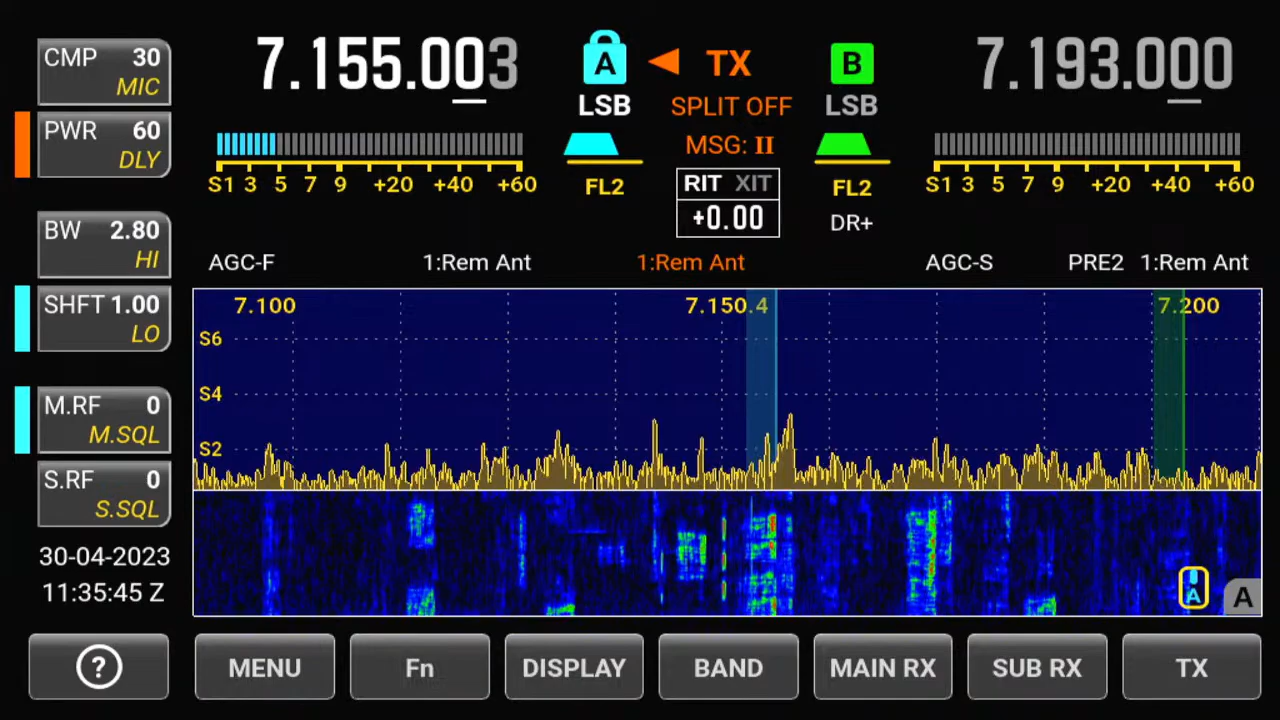 CMP 30
MIC
PWR 60
DLY
BW 2.80
HI
SHFT 1.00
LO
M.RF 0
M.SQL
S.RF 0
S.SQL
30-04-2023
11:35:45 Z
7.155.003
A
TX
B
7.193.000
LSB
SPLIT OFF
LSB
MSG: II
S1 3 5 7 9 +20 +40 +60
FL2
RIT XIT
+0.00
FL2
DR+
S1 3 5 7 9 +20 +40 +60
AGC-F
1:Rem Ant
1:Rem Ant
AGC-S
PRE2
1:Rem Ant
7.100
7.150.4
7.200
S6
S4
S2
A
A
?
MENU
Fn
DISPLAY
BAND
MAIN RX
SUB RX
TX